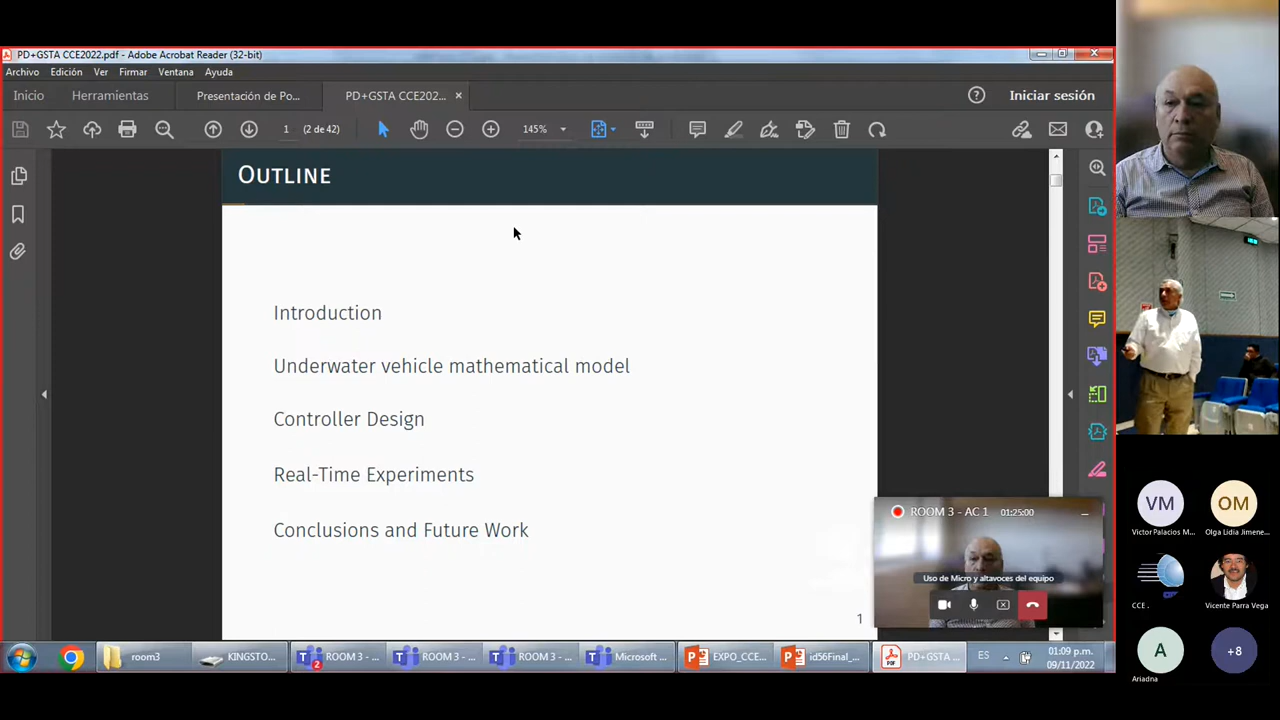 PD+GSTA CCE2022.pdf - Adobe Acrobat Reader (32-bit)
Archivo Edición Ver Firmar Ventana Ayuda
Inicio Herramientas Presentación de Po... PD+GSTA CCE202... × Iniciar sesión
1 (2 de 42) 145%
OUTLINE
Introduction
Underwater vehicle mathematical model
Controller Design
Real-Time Experiments
Conclusions and Future Work
1
ROOM 3 - AC 1 01:25:00
Uso de Micro y altavoces del equipo
VM
Victor Palacios M...
OM
Olga Lidia Jimene...
CCE .
Vicente Parra Vega
A
Ariadna
+8
room3 KINGSTO... 2 ROOM 3 - ... ROOM 3 - ... ROOM 3 - ... Microsoft ... EXPO_CCE... id56Final_... PD+GSTA ... ES 01:09 p.m.
09/11/2022